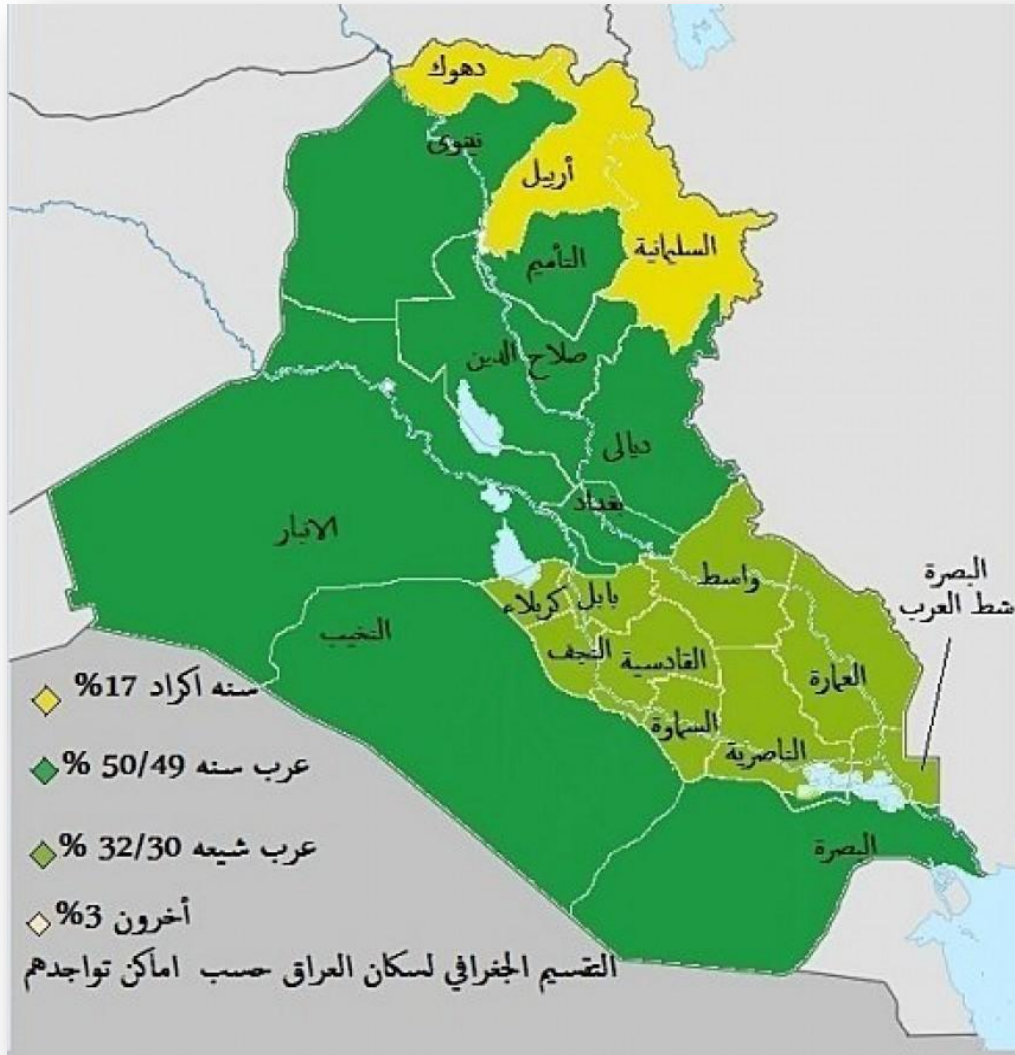 دهوك
نينوى
أربيل
السليمانية
التأميم
صلاح الدين
ديالى
بغداد
الانبار
واسط
البصرة
شط العرب
بابل
كربلاء
النخيب
النجف
القادسية
العمارة
السماوة
الناصرية
البصرة
سنه اكراد 17%
عرب سنه 50/49 %
عرب شيعه 32/30 %
أخرون 3%
التقسيم الجغرافي لسكان العراق حسب اماكن تواجدهم